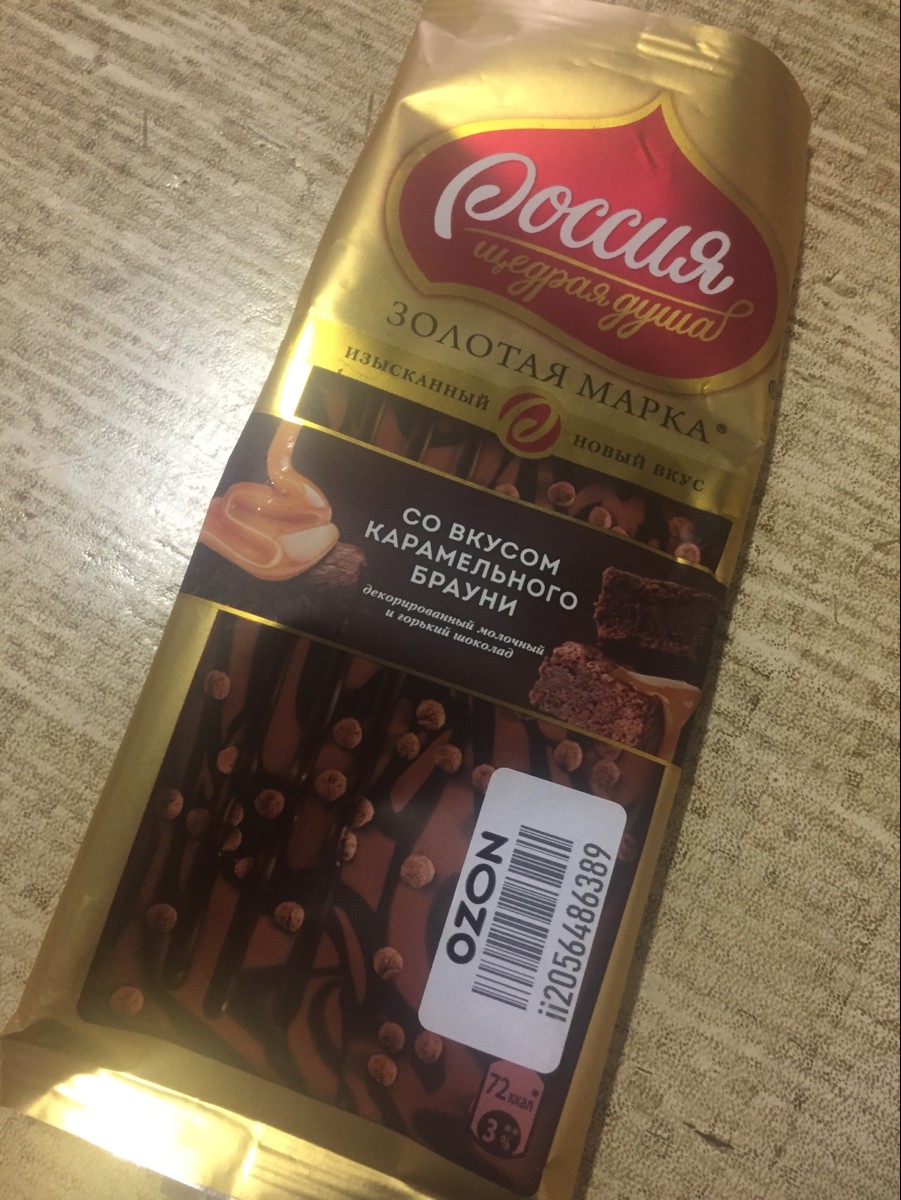 Россия
щедрая душа
ЗОЛОТАЯ МАРКА®
ИЗЫСКАННЫЙ НОВЫЙ ВКУС
СО ВКУСОМ
КАРАМЕЛЬНОГО
БРАУНИ
декорированный молочный
и горький шоколад
OZON
ii2056486389
72 ккал*
3%**